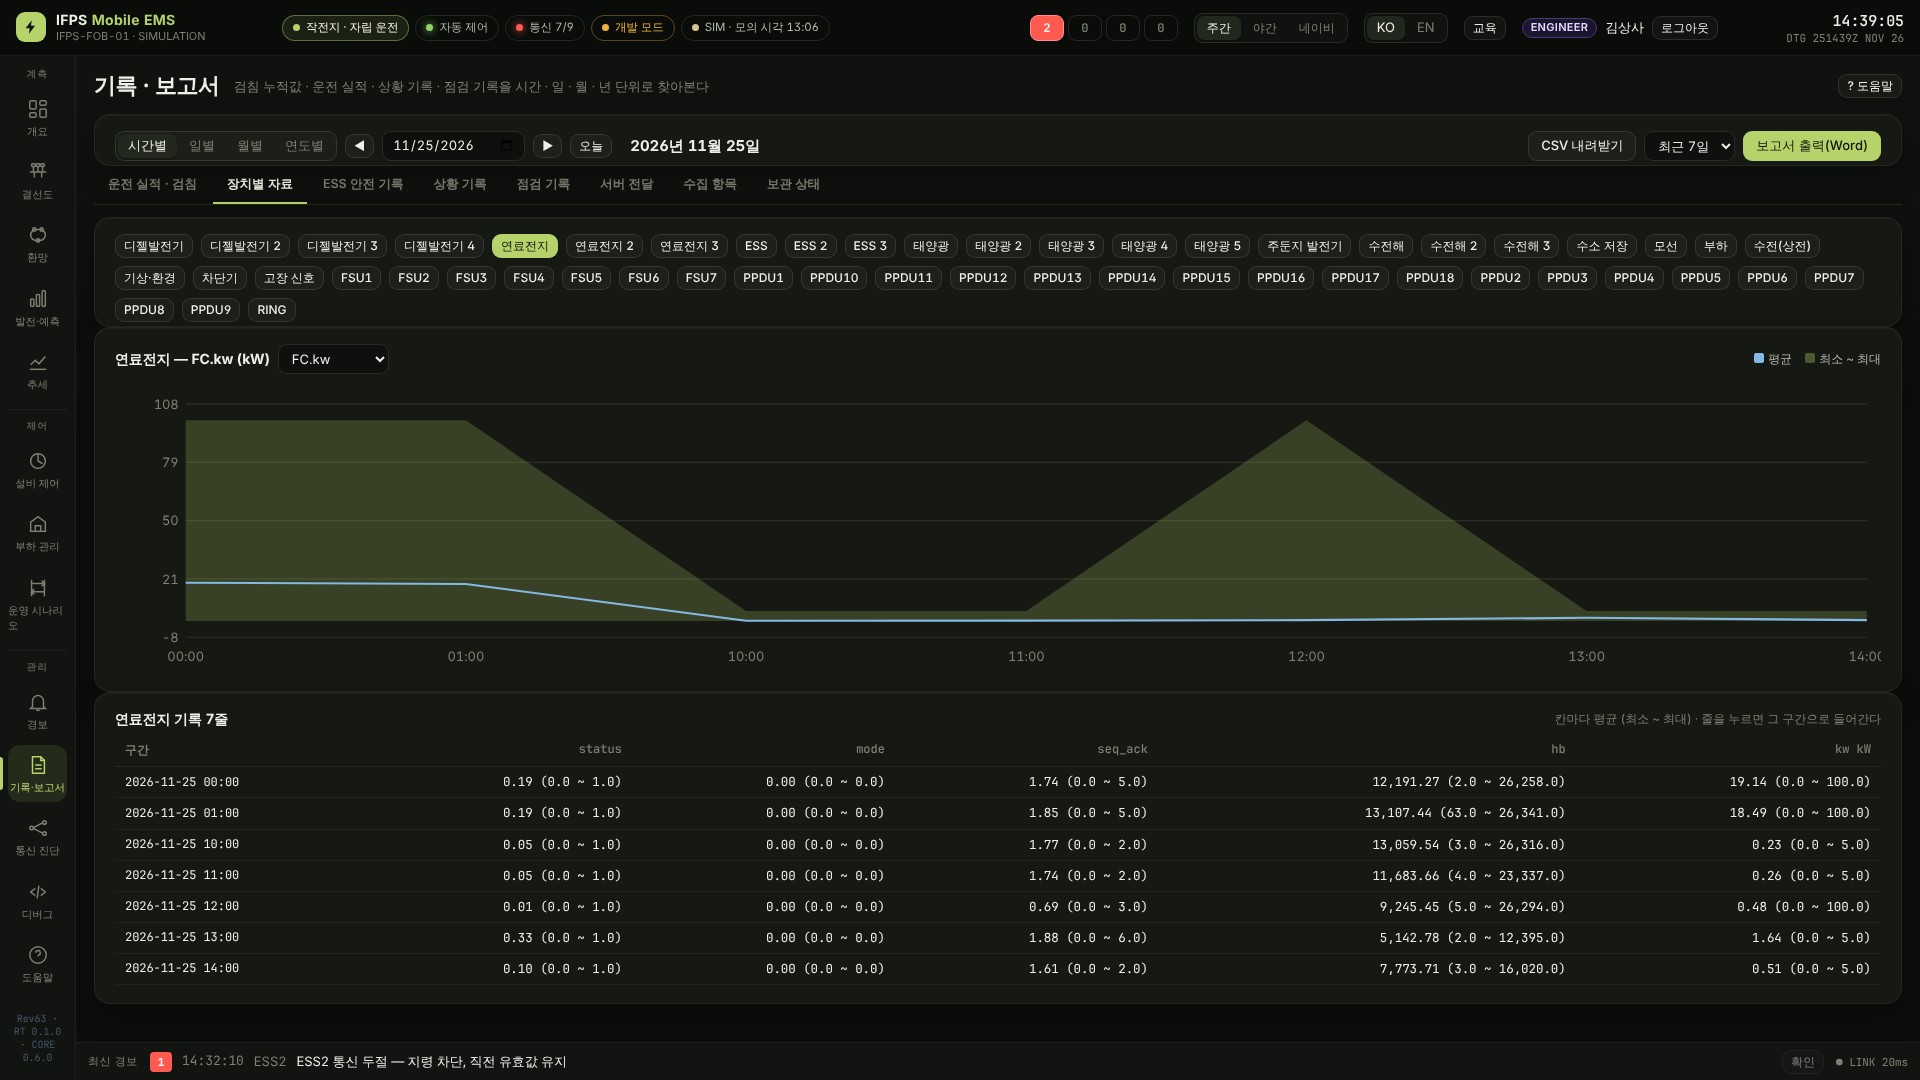 IFPS Mobile EMS
IFPS-FOB-01 · SIMULATION
작전지 · 자립 운전
자동 제어
통신 7/9
개발 모드
SIM · 모의 시각 13:06
2 0 0 0
주간 야간 네이비
KO EN
교육
ENGINEER 김상사 로그아웃
14:39:05
DTG 251439Z NOV 26
계측
개요
결선도
환망
발전·예측
추세
제어
설비 제어
부하 관리
운영 시나리
오
관리
경보
기록·보고서
통신 진단
디버그
도움말
Rev63 ·
RT 0.1.0
· CORE
0.6.0
기록 · 보고서 검침 누적값 · 운전 실적 · 상황 기록 · 점검 기록을 시간 · 일 · 월 · 년 단위로 찾아본다
? 도움말
시간별 일별 월별 연도별 ◀ 11/25/2026 ▶ 오늘 2026년 11월 25일
CSV 내려받기 최근 7일 보고서 출력(Word)
운전 실적 · 검침 장치별 자료 ESS 안전 기록 상황 기록 점검 기록 서버 전달 수집 항목 보관 상태
디젤발전기 디젤발전기 2 디젤발전기 3 디젤발전기 4 연료전지 연료전지 2 연료전지 3 ESS ESS 2 ESS 3 태양광 태양광 2 태양광 3 태양광 4 태양광 5 주둔지 발전기 수전해 수전해 2 수전해 3 수소 저장 모선 부하 수전(상전)
기상·환경 차단기 고장 신호 FSU1 FSU2 FSU3 FSU4 FSU5 FSU6 FSU7 PPDU1 PPDU10 PPDU11 PPDU12 PPDU13 PPDU14 PPDU15 PPDU16 PPDU17 PPDU18 PPDU2 PPDU3 PPDU4 PPDU5 PPDU6 PPDU7
PPDU8 PPDU9 RING
연료전지 — FC.kw (kW) FC.kw
평균 최소 ~ 최대
108
79
50
21
-8
00:00 01:00 10:00 11:00 12:00 13:00 14:00
연료전지 기록 7줄
칸마다 평균 (최소 ~ 최대) · 줄을 누르면 그 구간으로 들어간다
구간 status mode seq_ack hb kw kW
2026-11-25 00:00 0.19 (0.0 ~ 1.0) 0.00 (0.0 ~ 0.0) 1.74 (0.0 ~ 5.0) 12,191.27 (2.0 ~ 26,258.0) 19.14 (0.0 ~ 100.0)
2026-11-25 01:00 0.19 (0.0 ~ 1.0) 0.00 (0.0 ~ 0.0) 1.85 (0.0 ~ 5.0) 13,107.44 (63.0 ~ 26,341.0) 18.49 (0.0 ~ 100.0)
2026-11-25 10:00 0.05 (0.0 ~ 1.0) 0.00 (0.0 ~ 0.0) 1.77 (0.0 ~ 2.0) 13,059.54 (3.0 ~ 26,316.0) 0.23 (0.0 ~ 5.0)
2026-11-25 11:00 0.05 (0.0 ~ 1.0) 0.00 (0.0 ~ 0.0) 1.74 (0.0 ~ 2.0) 11,683.66 (4.0 ~ 23,337.0) 0.26 (0.0 ~ 5.0)
2026-11-25 12:00 0.01 (0.0 ~ 1.0) 0.00 (0.0 ~ 0.0) 0.69 (0.0 ~ 3.0) 9,245.45 (5.0 ~ 26,294.0) 0.48 (0.0 ~ 100.0)
2026-11-25 13:00 0.33 (0.0 ~ 1.0) 0.00 (0.0 ~ 0.0) 1.88 (0.0 ~ 6.0) 5,142.78 (2.0 ~ 12,395.0) 1.64 (0.0 ~ 5.0)
2026-11-25 14:00 0.10 (0.0 ~ 1.0) 0.00 (0.0 ~ 0.0) 1.61 (0.0 ~ 2.0) 7,773.71 (3.0 ~ 16,020.0) 0.51 (0.0 ~ 5.0)
최신 경보 1 14:32:10 ESS2 ESS2 통신 두절 — 지령 차단, 직전 유효값 유지
확인 LINK 20ms